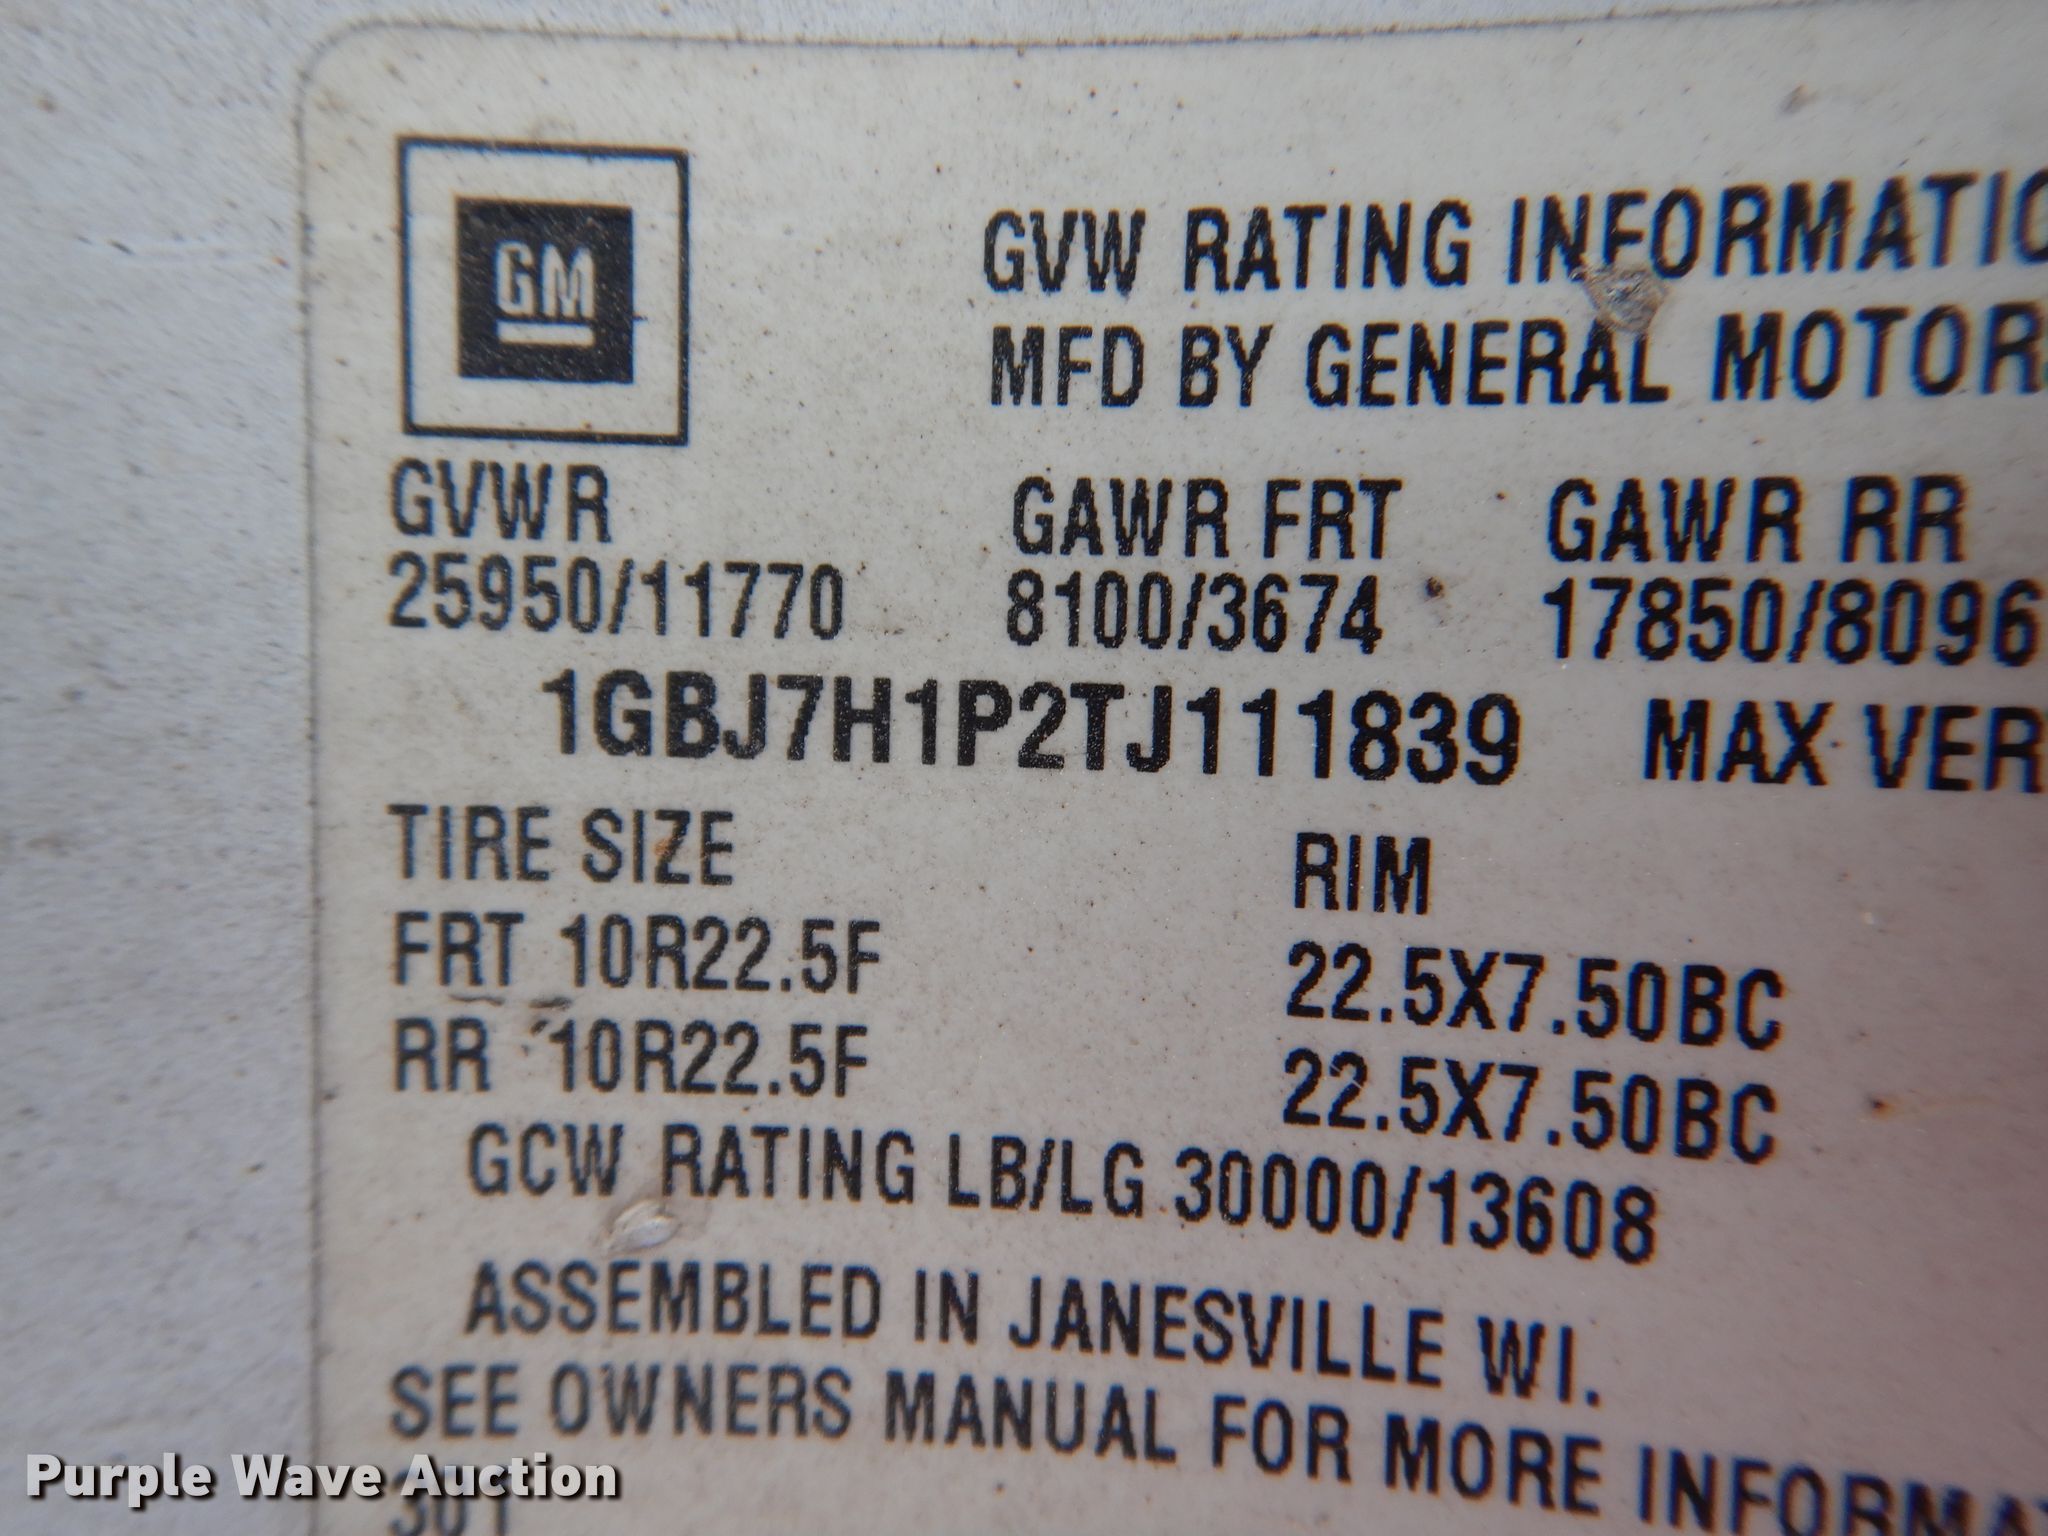 GM
GVW RATING INFORMATIO
MFD BY GENERAL MOTORS
GVWR GAWR FRT GAWR RR
25950/11770 8100/3674 17850/8096
1GBJ7H1P2TJ111839 MAX VER
TIRE SIZE RIM
FRT 10R22.5F 22.5X7.50BC
RR 10R22.5F 22.5X7.50BC
GCW RATING LB/LG 30000/13608
ASSEMBLED IN JANESVILLE WI.
SEE OWNERS MANUAL FOR MORE INFORMA
Purple Wave Auction